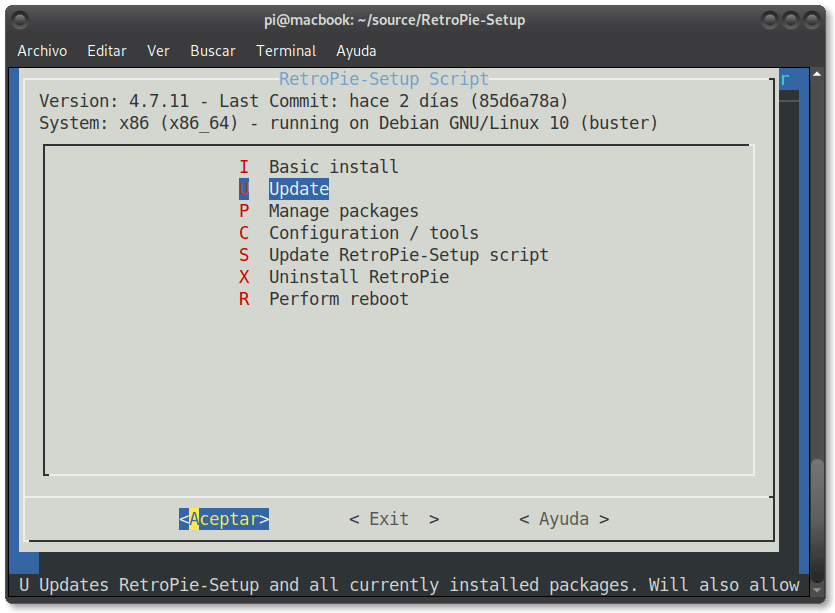 pi@macbook: ~/source/RetroPie-Setup
Archivo Editar Ver Buscar Terminal Ayuda
r
RetroPie-Setup Script
Version: 4.7.11 - Last Commit: hace 2 días (85d6a78a)
System: x86 (x86_64) - running on Debian GNU/Linux 10 (buster)
I Basic install
U Update
P Manage packages
C Configuration / tools
S Update RetroPie-Setup script
X Uninstall RetroPie
R Perform reboot
<Aceptar> < Exit > < Ayuda >
U Updates RetroPie-Setup and all currently installed packages. Will also allow